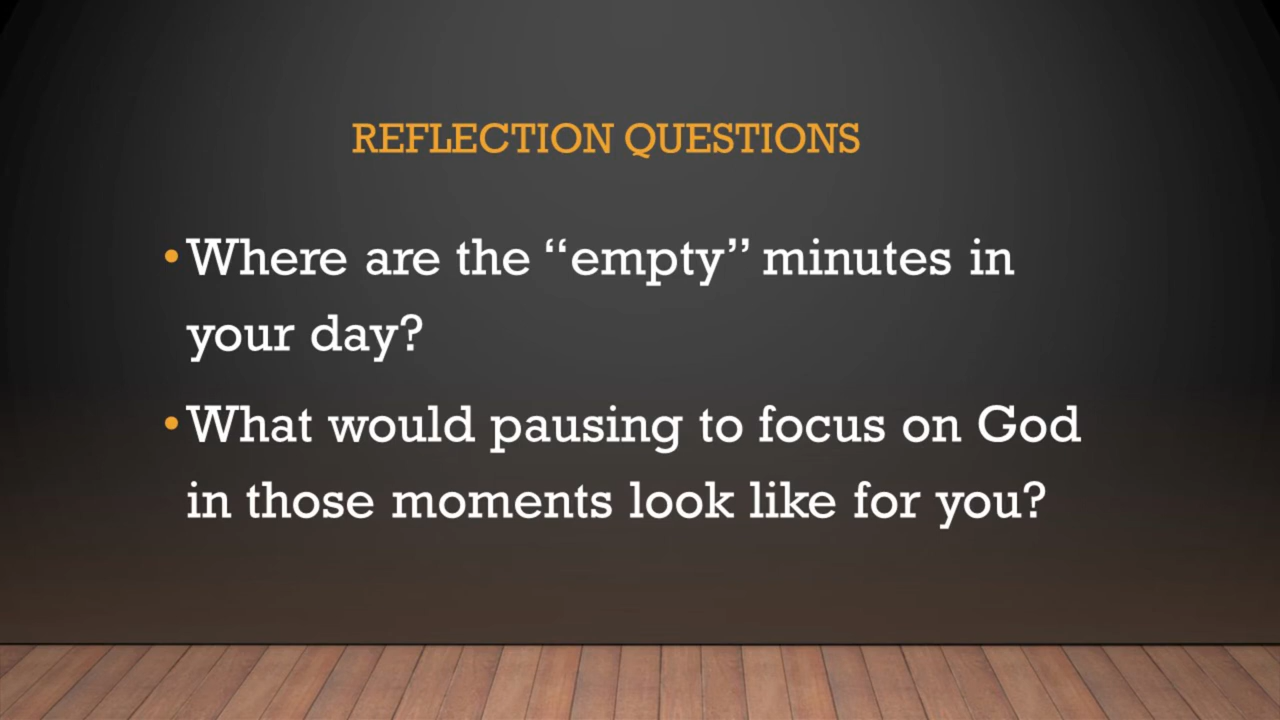 REFLECTION QUESTIONS
• Where are the “empty” minutes in
your day?
• What would pausing to focus on God
in those moments look like for you?